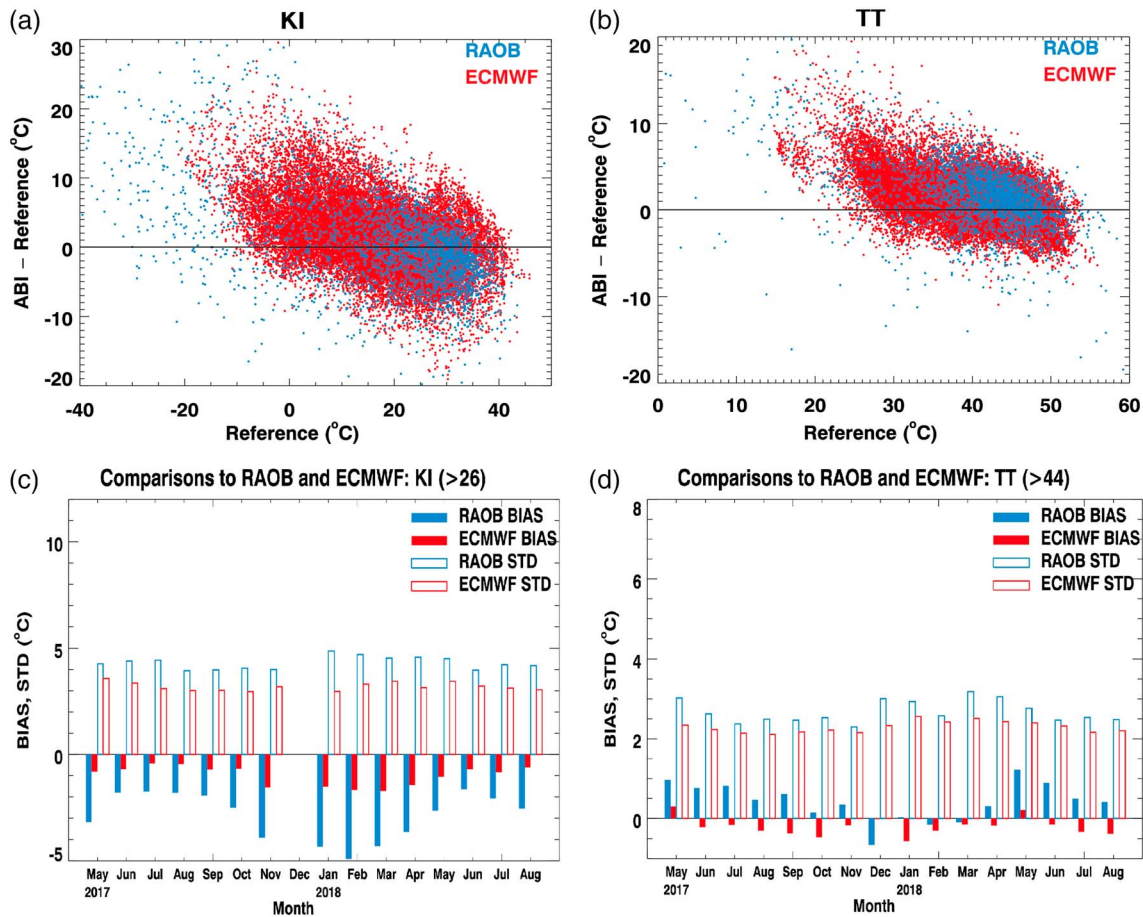 (a)
KI
RAOB
ECMWF
30
20
10
0
-10
-20
ABI – Reference (°C)
-40 -20 0 20 40
Reference (°C)
(b)
TT
RAOB
ECMWF
20
10
0
-10
-20
ABI – Reference (°C)
0 10 20 30 40 50 60
Reference (°C)
(c) Comparisons to RAOB and ECMWF: KI (>26)
RAOB BIAS
ECMWF BIAS
RAOB STD
ECMWF STD
10
5
0
-5
BIAS, STD (°C)
May Jun Jul Aug Sep Oct Nov Dec Jan Feb Mar Apr May Jun Jul Aug
2017 2018
Month
(d) Comparisons to RAOB and ECMWF: TT (>44)
RAOB BIAS
ECMWF BIAS
RAOB STD
ECMWF STD
8
6
4
2
0
BIAS, STD (°C)
May Jun Jul Aug Sep Oct Nov Dec Jan Feb Mar Apr May Jun Jul Aug
2017 2018
Month